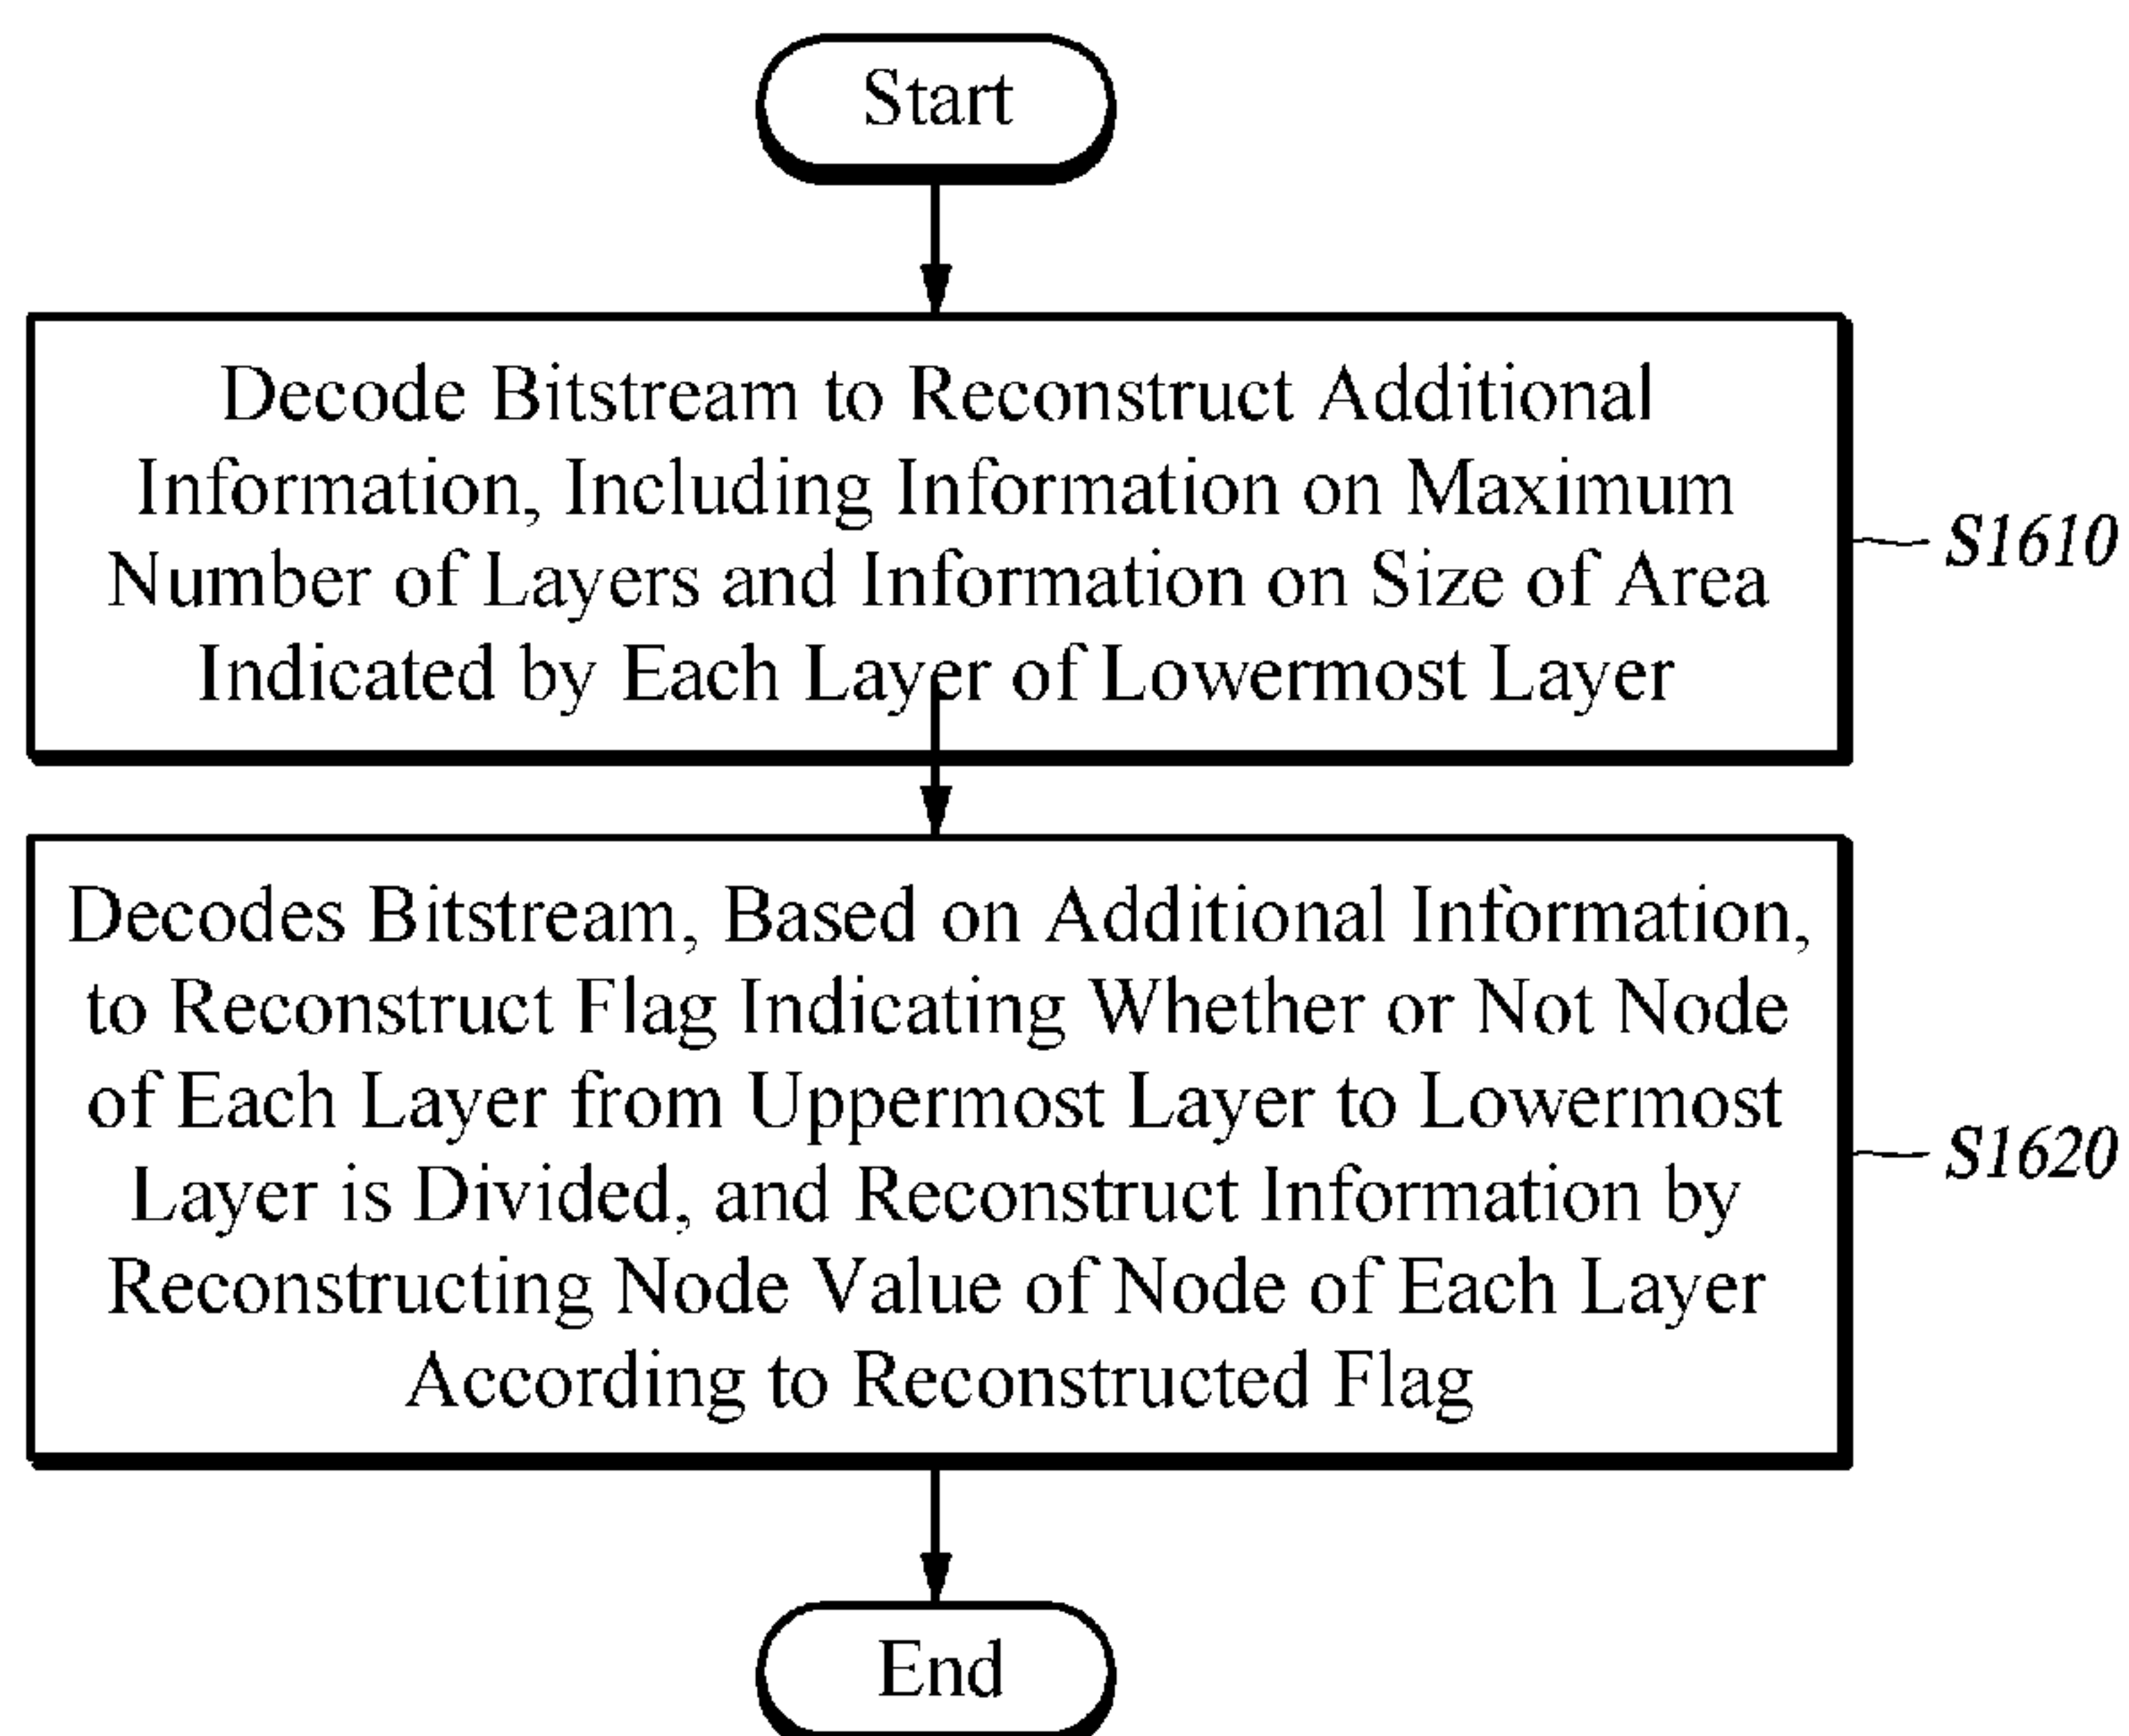 Start
Decode Bitstream to Reconstruct Additional
Information, Including Information on Maximum
Number of Layers and Information on Size of Area
Indicated by Each Layer of Lowermost Layer
S1610
Decodes Bitstream, Based on Additional Information,
to Reconstruct Flag Indicating Whether or Not Node
of Each Layer from Uppermost Layer to Lowermost
Layer is Divided, and Reconstruct Information by
Reconstructing Node Value of Node of Each Layer
According to Reconstructed Flag
S1620
End